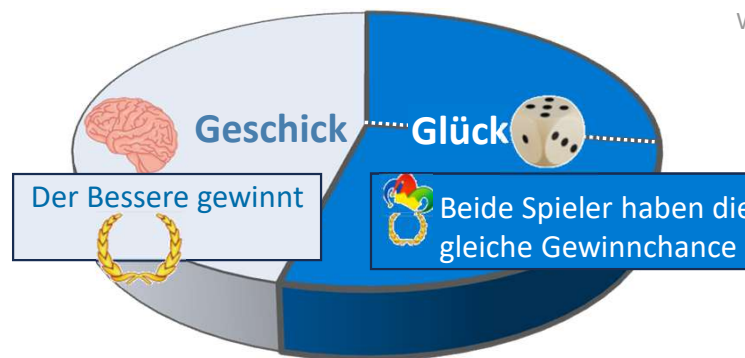 Geschick
Glück
Der Bessere gewinnt
Beide Spieler haben die
gleiche Gewinnchance